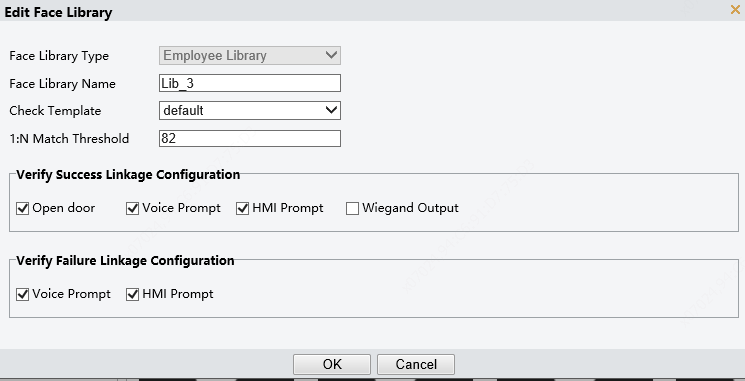 Edit Face Library
Face Library Type Employee Library
Face Library Name Lib_3
Check Template default
1:N Match Threshold 82
Verify Success Linkage Configuration
Open door Voice Prompt HMI Prompt Wiegand Output
Verify Failure Linkage Configuration
Voice Prompt HMI Prompt
OK Cancel